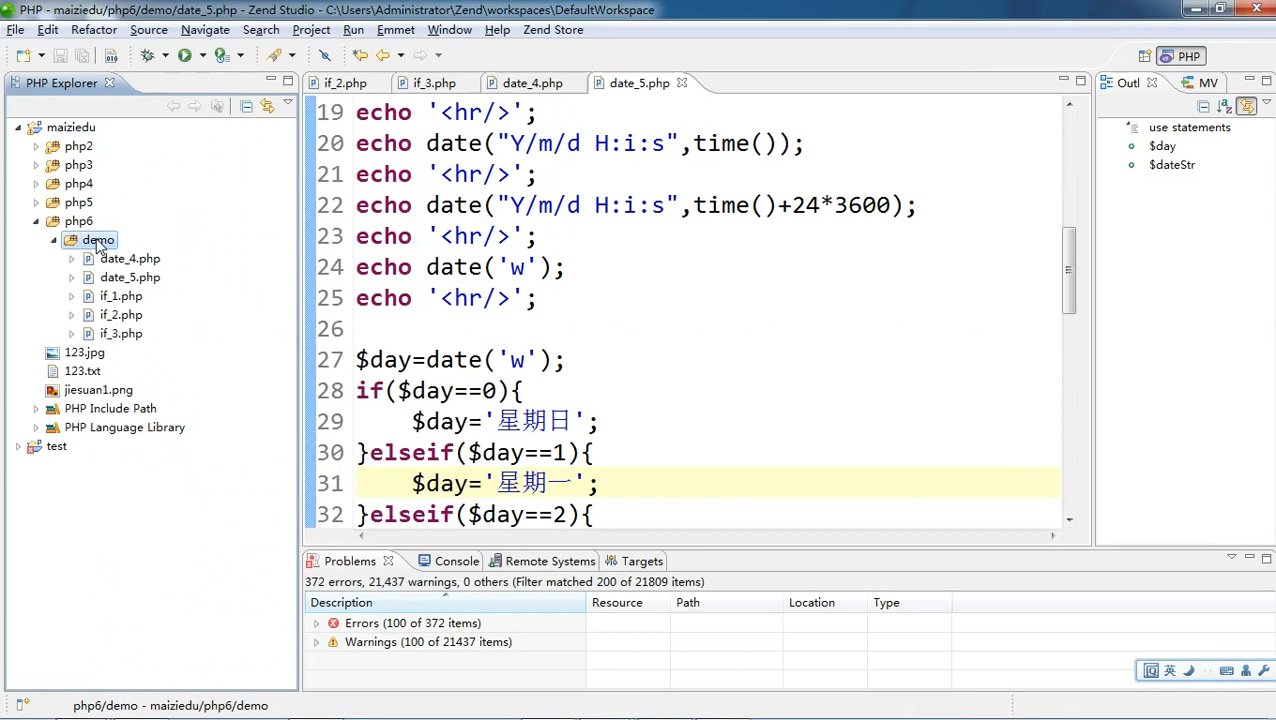 PHP - maiziedu/php6/demo/date_5.php - Zend Studio - C:\Users\Administrator\Zend\workspaces\DefaultWorkspace
File Edit Refactor Source Navigate Search Project Run Emmet Window Help Zend Store
PHP
PHP Explorer
if_2.php if_3.php date_4.php date_5.php
Outl MV
maiziedu
php2
php3
php4
php5
php6
demo
date_4.php
date_5.php
if_1.php
if_2.php
if_3.php
123.jpg
123.txt
jiesuan1.png
PHP Include Path
PHP Language Library
test
19 echo '<hr/>';
20 echo date("Y/m/d H:i:s",time());
21 echo '<hr/>';
22 echo date("Y/m/d H:i:s",time()+24*3600);
23 echo '<hr/>';
24 echo date('w');
25 echo '<hr/>';
26
27 $day=date('w');
28 if($day==0){
29 $day='星期日';
30 }elseif($day==1){
31 $day='星期一';
32 }elseif($day==2){
use statements
$day
$dateStr
Problems Console Remote Systems Targets
372 errors, 21,437 warnings, 0 others (Filter matched 200 of 21809 items)
Description Resource Path Location Type
Errors (100 of 372 items)
Warnings (100 of 21437 items)
英
php6/demo - maiziedu/php6/demo